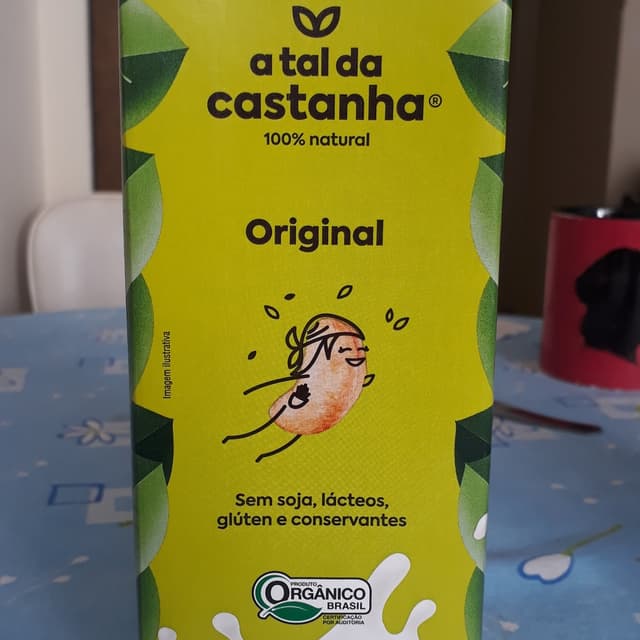 a tal da
castanha®
100% natural
Original
Imagem ilustrativa
Sem soja, lácteos,
glúten e conservantes
PRODUTO
ORGÂNICO
BRASIL
CERTIFICAÇÃO
POR AUDITORIA